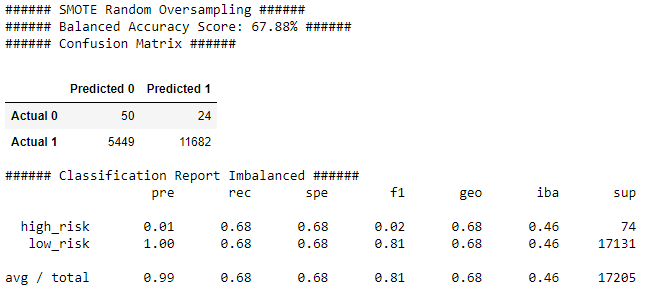 ###### SMOTE Random Oversampling ######
###### Balanced Accuracy Score: 67.88% ######
###### Confusion Matrix ######
Predicted 0 Predicted 1
Actual 0 50 24
Actual 1 5449 11682
###### Classification Report Imbalanced ######
pre rec spe f1 geo iba sup
high_risk 0.01 0.68 0.68 0.02 0.68 0.46 74
low_risk 1.00 0.68 0.68 0.81 0.68 0.46 17131
avg / total 0.99 0.68 0.68 0.81 0.68 0.46 17205